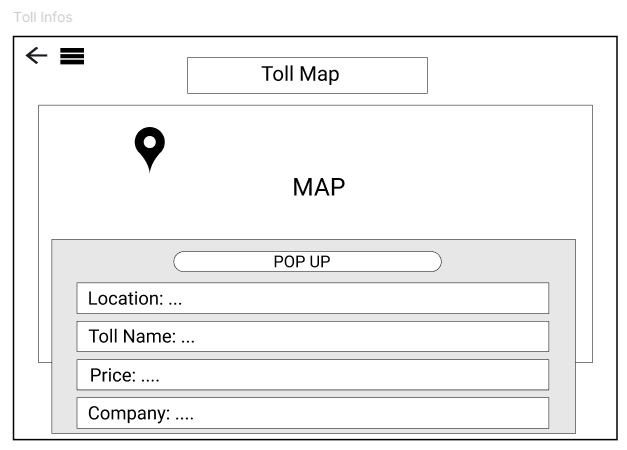 Toll Infos
Toll Map
MAP
POP UP
Location: ...
Toll Name: ...
Price: ....
Company: ....